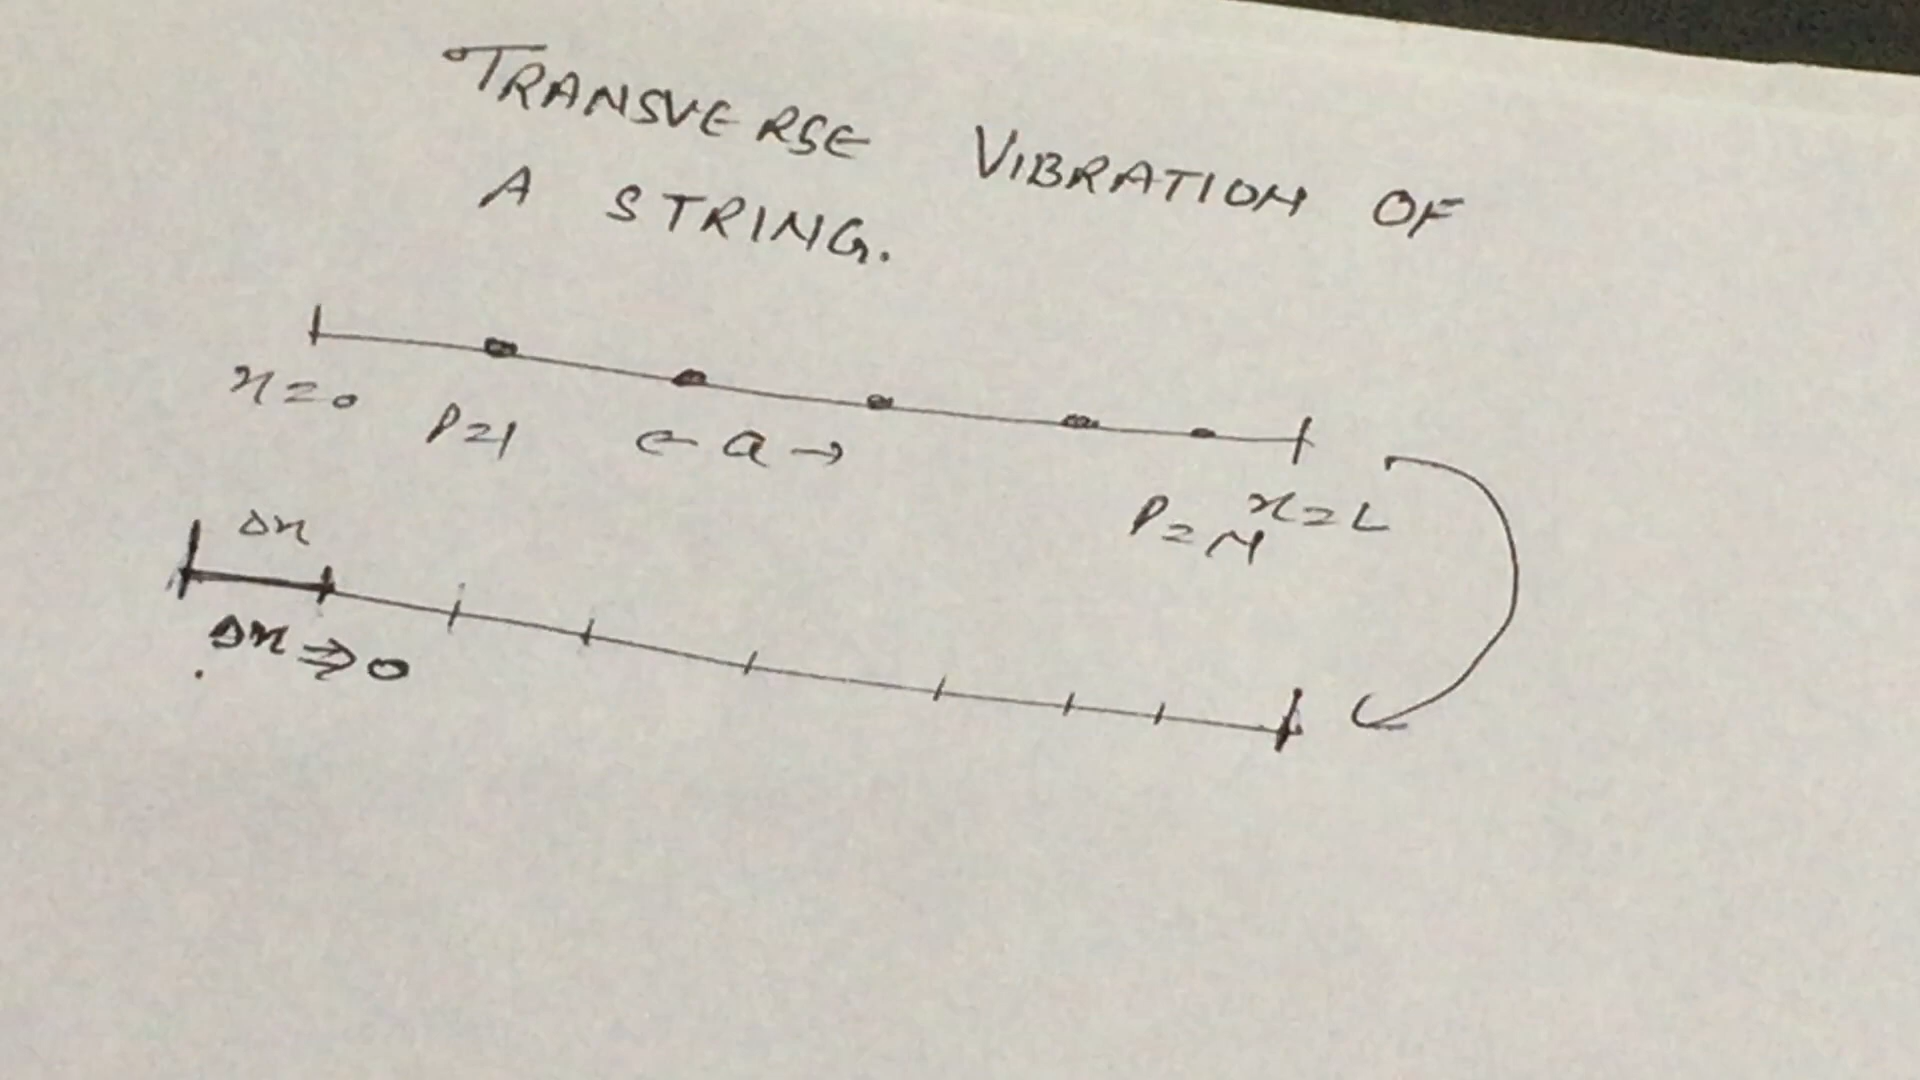 TRANSVERSE VIBRATION OF
A STRING.
x=0
P=1
← a →
P=N
x=L
Δx
Δx⇒0